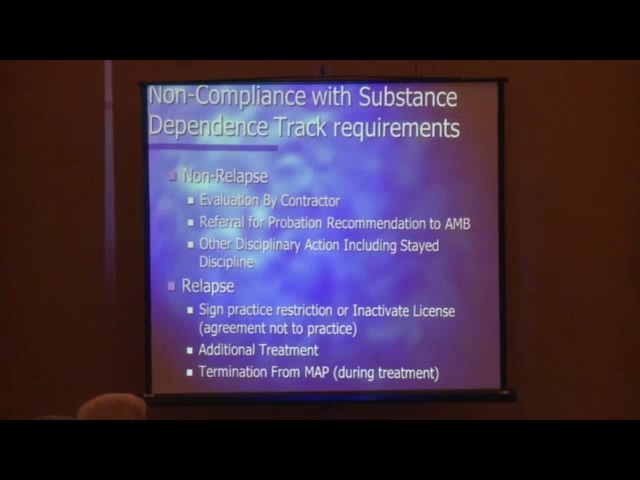 Non-Compliance with Substance
Dependence Track requirements
Non-Relapse
Evaluation By Contractor
Referral for Probation Recommendation to AMB
Other Disciplinary Action Including Stayed
Discipline
Relapse
Sign practice restriction or Inactivate License
(agreement not to practice)
Additional Treatment
Termination From MAP (during treatment)